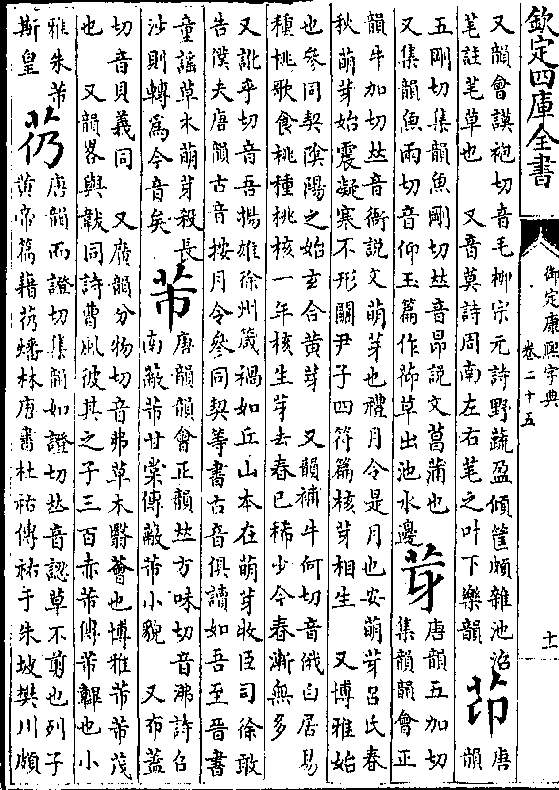 欽定四庫全書
御定康熙字典
卷二十五
十一
又韻會謨袍切音毛柳宗元詩野蔬盈傾筐頗雜池沼
芼註芼草也　又音莫詩周南左右芼之叶下樂韻　茚　唐韻
五剛切集韻魚剛切𠀤音昂說文菖蒲也
又集韻魚兩切音仰玉篇作茆草出池水邊　芽　唐韻五加切集韻韻會正
韻牛加切𠀤音衙說文萌芽也禮月令是月也安萌芽呂氏春
秋萌芽始震凝寒不形關尹子四符篇核芽相生　又博雅始
也參同契陰陽之始玄含黃芽　又韻補牛何切音俄白居易
種桃歌食桃種桃核一年核生芽去春已稀少今春漸無多
又訛乎切音吾揚雄徐州箴禍如丘山本在萌芽牧臣司徐敢
告僕夫唐韻古音按月令參同契等書古音俱讀如吾至晉書
童謠草木萌芽殺長
沙則轉爲今音矣　芾　唐韻韻會正韻𠀤方味切音沸詩召
南蔽芾甘棠傳蔽芾小貌　又布蓋
切音貝義同　又廣韻分物切音弗草木翳薈也博雅芾芾茂
也　又韻畧與韍同詩曹風彼其之子三百赤芾傳芾韠也小
雅朱芾
斯皇　芿　唐韻而證切集韻如證切𠀤音認草不剪也列子
黃帝篇藉芿燔林唐書杜祐傳祐于朱坡樊川頗